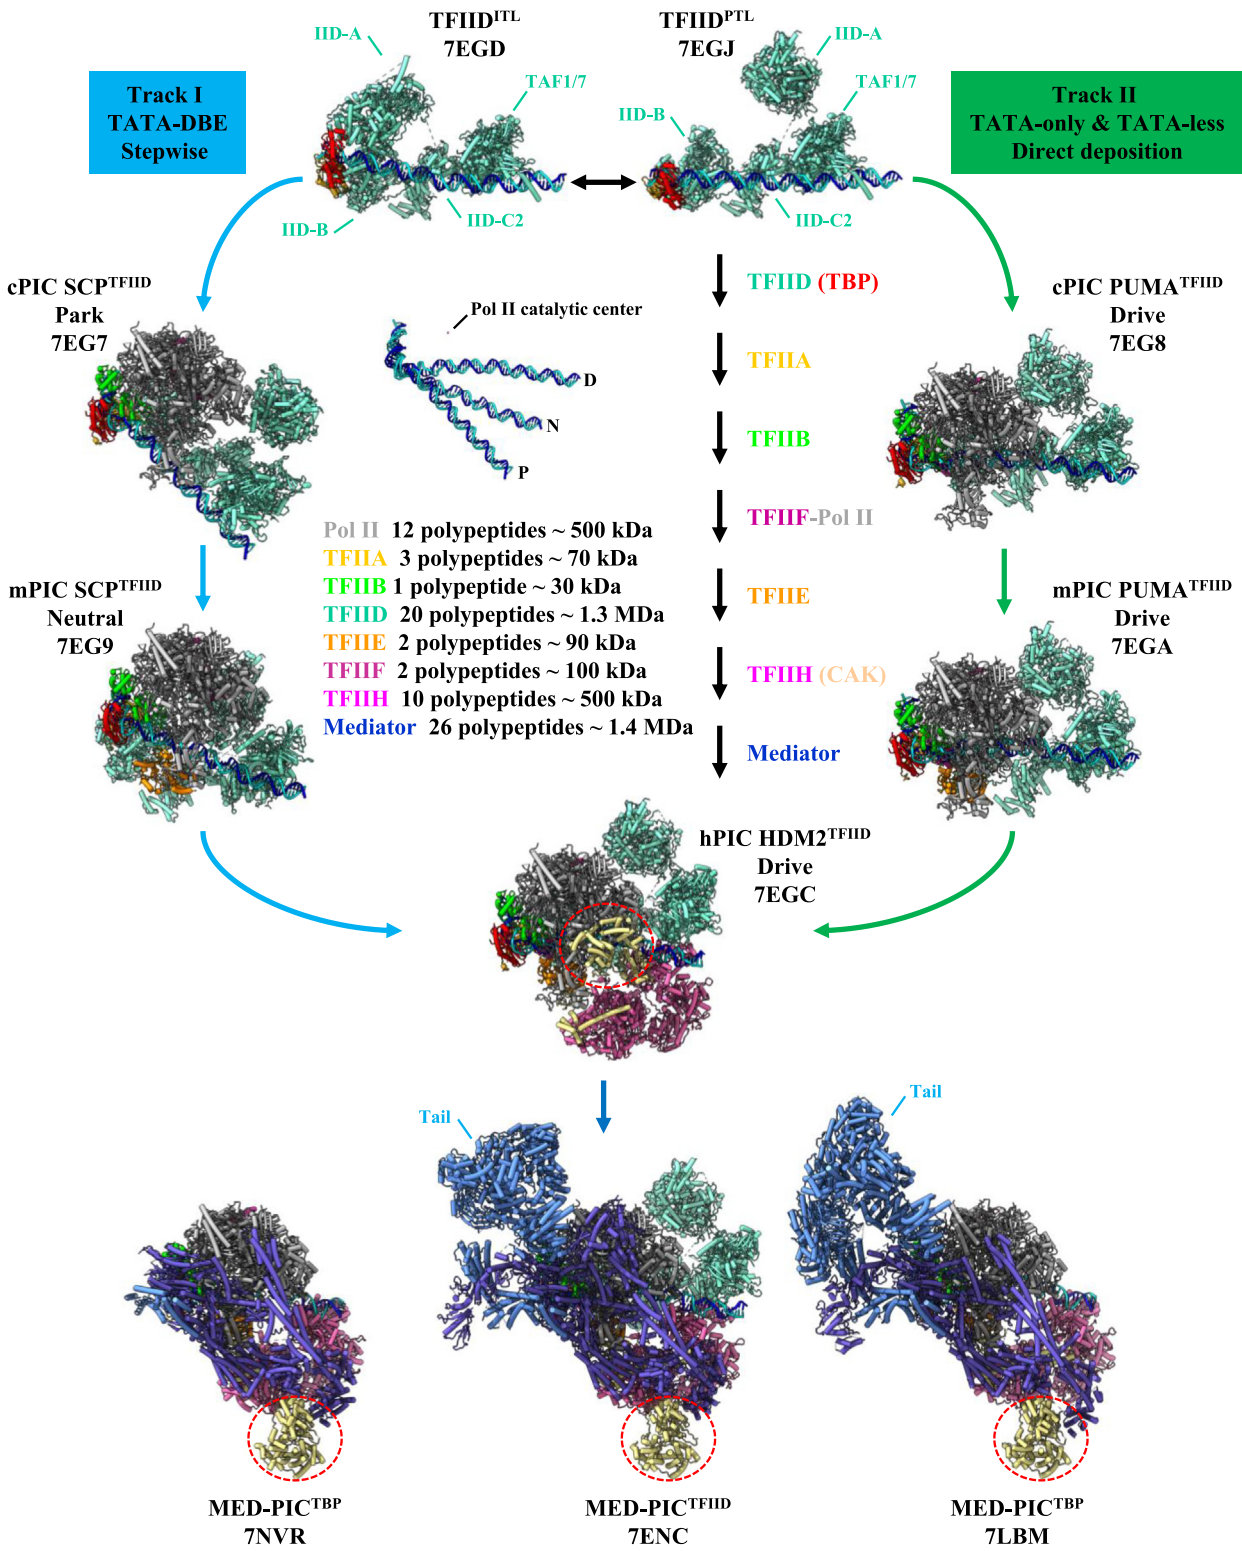 TFIID^ITL
7EGD
IID-A
TAF1/7
IID-B
IID-C2
TFIID^PTL
7EGJ
IID-A
TAF1/7
IID-B
IID-C2
Track I
TATA-DBE
Stepwise
Track II
TATA-only & TATA-less
Direct deposition
cPIC SCP^TFIID
Park
7EG7
Pol II catalytic center
D
N
P
TFIID (TBP)
TFIIA
TFIIB
TFIIF-Pol II
TFIIE
TFIIH (CAK)
Mediator
cPIC PUMA^TFIID
Drive
7EG8
Pol II 12 polypeptides ~ 500 kDa
TFIIA 3 polypeptides ~ 70 kDa
TFIIB 1 polypeptide ~ 30 kDa
TFIID 20 polypeptides ~ 1.3 MDa
TFIIE 2 polypeptides ~ 90 kDa
TFIIF 2 polypeptides ~ 100 kDa
TFIIH 10 polypeptides ~ 500 kDa
Mediator 26 polypeptides ~ 1.4 MDa
mPIC SCP^TFIID
Neutral
7EG9
mPIC PUMA^TFIID
Drive
7EGA
hPIC HDM2^TFIID
Drive
7EGC
Tail
Tail
MED-PIC^TBP
7NVR
MED-PIC^TFIID
7ENC
MED-PIC^TBP
7LBM